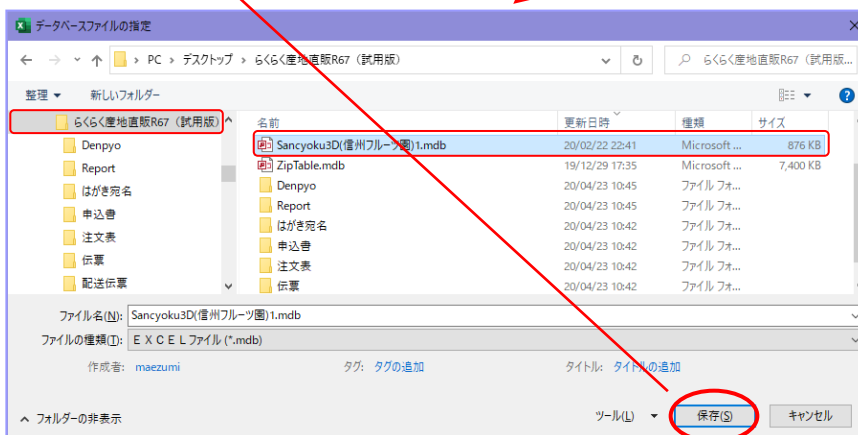 データベースファイルの指定
PC › デスクトップ › らくらく産地直販R67（試用版）
らくらく産地直販R67（試用版...
整理 新しいフォルダー
らくらく産地直販R67（試用版）
Denpyo
Report
はがき宛名
申込書
注文表
伝票
配送伝票
名前 更新日時 種類 サイズ
Sancyoku3D(信州フルーツ園)1.mdb 20/02/22 22:41 Microsoft ... 876 KB
ZipTable.mdb 19/12/29 17:35 Microsoft ... 7,400 KB
Denpyo 20/04/23 10:45 ファイル フォ...
Report 20/04/23 10:45 ファイル フォ...
はがき宛名 20/04/23 10:42 ファイル フォ...
申込書 20/04/23 10:42 ファイル フォ...
注文表 20/04/23 10:42 ファイル フォ...
伝票 20/04/23 10:42 ファイル フォ...
ファイル名(N): Sancyoku3D(信州フルーツ園)1.mdb
ファイルの種類(T): ＥＸＣＥＬファイル (*.mdb)
作成者: maezumi タグ: タグの追加 タイトル: タイトルの追加
フォルダーの非表示 ツール(L) 保存(S) キャンセル